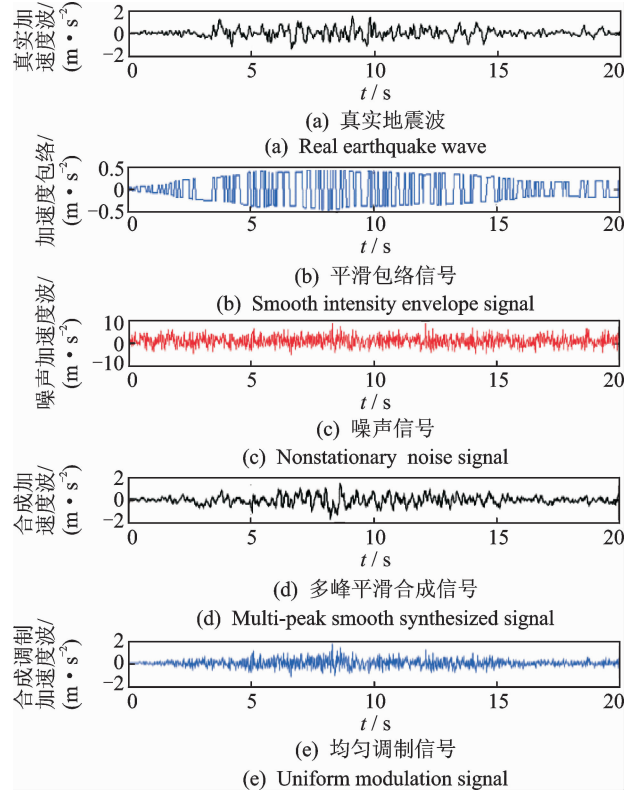 真实加
速度波/
(m·s⁻²)
2
0
−2
0 5 10 15 20
t / s
(a) 真实地震波
(a) Real earthquake wave
加速度包络/
(m·s⁻²)
0.5
0
−0.5
0 5 10 15 20
t / s
(b) 平滑包络信号
(b) Smooth intensity envelope signal
噪声加速度波/
(m·s⁻²)
10
0
−10
0 5 10 15 20
t / s
(c) 噪声信号
(c) Nonstationary noise signal
合成加
速度波/
(m·s⁻²)
2
0
−2
0 5 10 15 20
t / s
(d) 多峰平滑合成信号
(d) Multi-peak smooth synthesized signal
合成调制
加速度波/
(m·s⁻²)
2
0
−2
0 5 10 15 20
t / s
(e) 均匀调制信号
(e) Uniform modulation signal